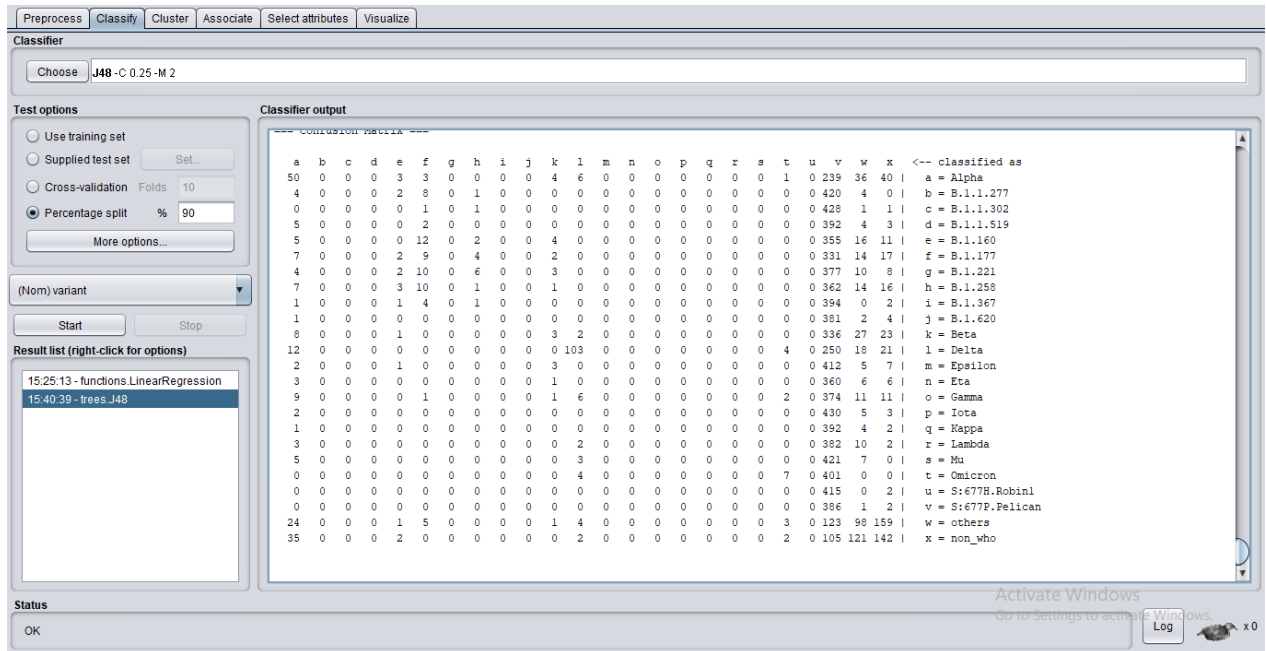 Preprocess Classify Cluster Associate Select attributes Visualize
Classifier
Choose J48 -C 0.25 -M 2
Test options
Use training set
Supplied test set Set...
Cross-validation Folds 10
Percentage split % 90
More options...
(Nom) variant
Start Stop
Result list (right-click for options)
15:25:13 - functions.LinearRegression
15:40:39 - trees.J48
Classifier output
=== Confusion Matrix ===
a b c d e f g h i j k l m n o p q r s t u v w x <-- classified as
50 0 0 0 3 3 0 0 0 0 4 6 0 0 0 0 0 0 0 1 0 239 36 40 | a = Alpha
4 0 0 0 2 8 0 1 0 0 0 0 0 0 0 0 0 0 0 0 0 420 4 0 | b = B.1.1.277
0 0 0 0 0 1 0 1 0 0 0 0 0 0 0 0 0 0 0 0 0 428 1 1 | c = B.1.1.302
5 0 0 0 0 2 0 0 0 0 0 0 0 0 0 0 0 0 0 0 0 392 4 3 | d = B.1.1.519
5 0 0 0 0 12 0 2 0 0 4 0 0 0 0 0 0 0 0 0 0 355 16 11 | e = B.1.160
7 0 0 0 2 9 0 4 0 0 2 0 0 0 0 0 0 0 0 0 0 331 14 17 | f = B.1.177
4 0 0 0 2 10 0 6 0 0 3 0 0 0 0 0 0 0 0 0 0 377 10 8 | g = B.1.221
7 0 0 0 3 10 0 1 0 0 1 0 0 0 0 0 0 0 0 0 0 362 14 16 | h = B.1.258
1 0 0 0 1 4 0 1 0 0 0 0 0 0 0 0 0 0 0 0 0 394 0 2 | i = B.1.367
1 0 0 0 0 0 0 0 0 0 0 0 0 0 0 0 0 0 0 0 0 381 2 4 | j = B.1.620
8 0 0 0 1 0 0 0 0 0 3 2 0 0 0 0 0 0 0 0 0 336 27 23 | k = Beta
12 0 0 0 0 0 0 0 0 0 0 103 0 0 0 0 0 0 0 4 0 250 18 21 | l = Delta
2 0 0 0 1 0 0 0 0 0 3 0 0 0 0 0 0 0 0 0 0 412 5 7 | m = Epsilon
3 0 0 0 0 0 0 0 0 0 1 0 0 0 0 0 0 0 0 0 0 360 6 6 | n = Eta
9 0 0 0 0 1 0 0 0 0 1 6 0 0 0 0 0 0 0 2 0 374 11 11 | o = Gamma
2 0 0 0 0 0 0 0 0 0 0 0 0 0 0 0 0 0 0 0 0 430 5 3 | p = Iota
1 0 0 0 0 0 0 0 0 0 0 0 0 0 0 0 0 0 0 0 0 392 4 2 | q = Kappa
3 0 0 0 0 0 0 0 0 0 0 2 0 0 0 0 0 0 0 0 0 382 10 2 | r = Lambda
5 0 0 0 0 0 0 0 0 0 0 3 0 0 0 0 0 0 0 0 0 421 7 0 | s = Mu
0 0 0 0 0 0 0 0 0 0 0 4 0 0 0 0 0 0 0 7 0 401 0 0 | t = Omicron
0 0 0 0 0 0 0 0 0 0 0 0 0 0 0 0 0 0 0 0 0 415 0 2 | u = S:677H.Robin1
0 0 0 0 0 0 0 0 0 0 0 0 0 0 0 0 0 0 0 0 0 386 1 2 | v = S:677P.Pelican
24 0 0 0 1 5 0 0 0 0 1 4 0 0 0 0 0 0 0 3 0 123 98 159 | w = others
35 0 0 0 2 0 0 0 0 0 0 2 0 0 0 0 0 0 0 2 0 105 121 142 | x = non_who
Activate Windows
Go to Settings to activate Windows.
Status
OK
Log
x 0